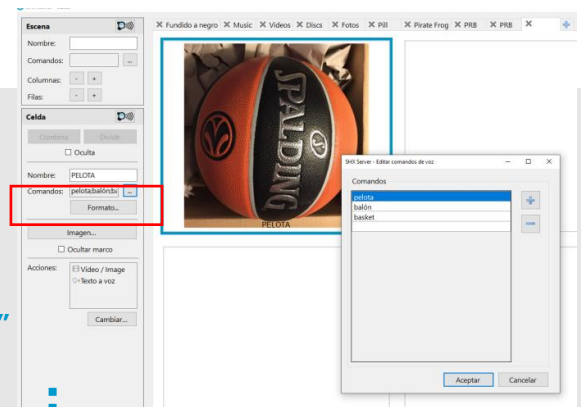 Escena
Nombre:
Comandos:
...
Columnas:
- +
Filas:
- +
Celda
Combina Divide
Oculta
Nombre: PELOTA
Comandos: pelota;balón;ba ...
Formato...
Imagen...
Ocultar marco
Acciones:
Video / Image
Texto a voz
Cambiar...
"
Fundido a negro Music Videos Discs Fotos Pill Pirate Frog PRB PRB
SPALDING
PELOTA
SHX Server - Editar comandos de voz
Comandos
pelota
balón
basket
Aceptar Cancelar